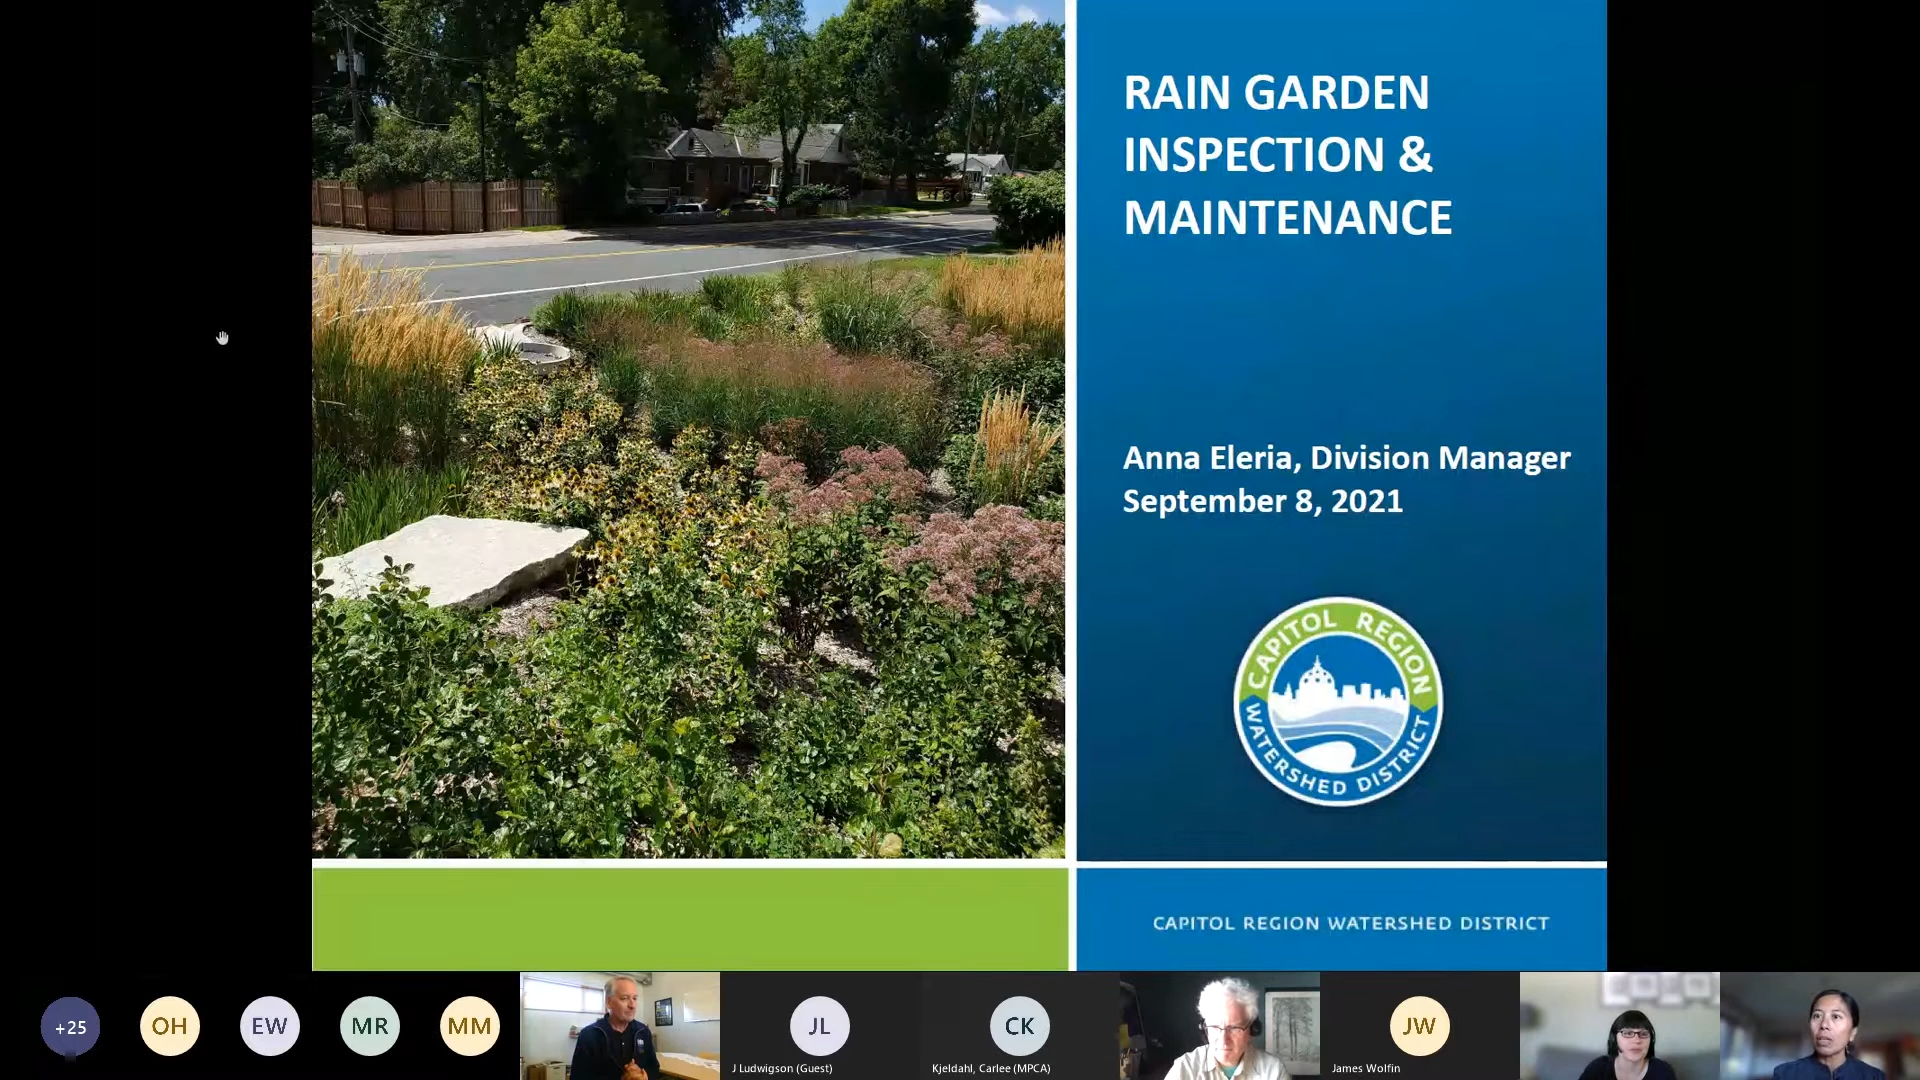 RAIN GARDEN
INSPECTION &
MAINTENANCE
Anna Eleria, Division Manager
September 8, 2021
CAPITOL REGION
WATERSHED DISTRICT
CAPITOL REGION WATERSHED DISTRICT
+25
OH
EW
MR
MM
JL
J Ludwigson (Guest)
CK
Kjeldahl, Carlee (MPCA)
JW
James Wolfin